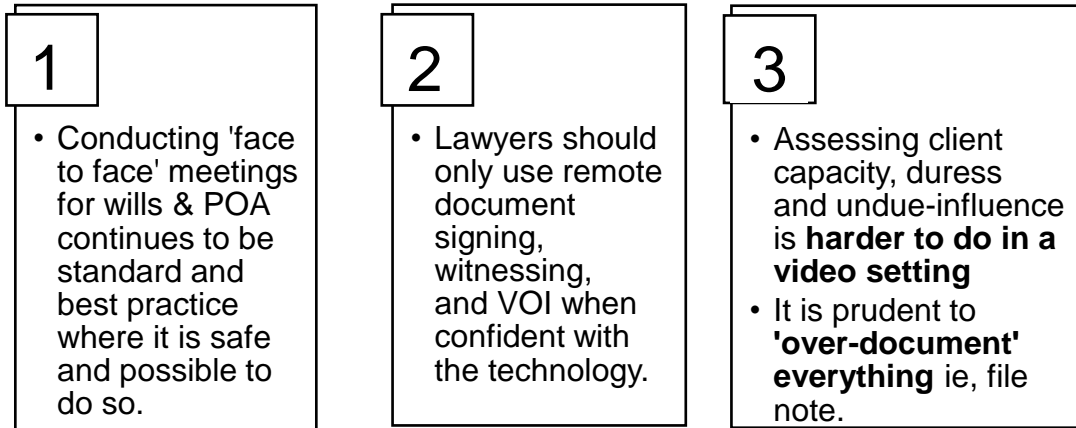 1
• Conducting 'face
to face' meetings
for wills & POA
continues to be
standard and
best practice
where it is safe
and possible to
do so.
2
• Lawyers should
only use remote
document
signing,
witnessing,
and VOI when
confident with
the technology.
3
• Assessing client
capacity, duress
and undue-influence
is harder to do in a
video setting
• It is prudent to
'over-document'
everything ie, file
note.